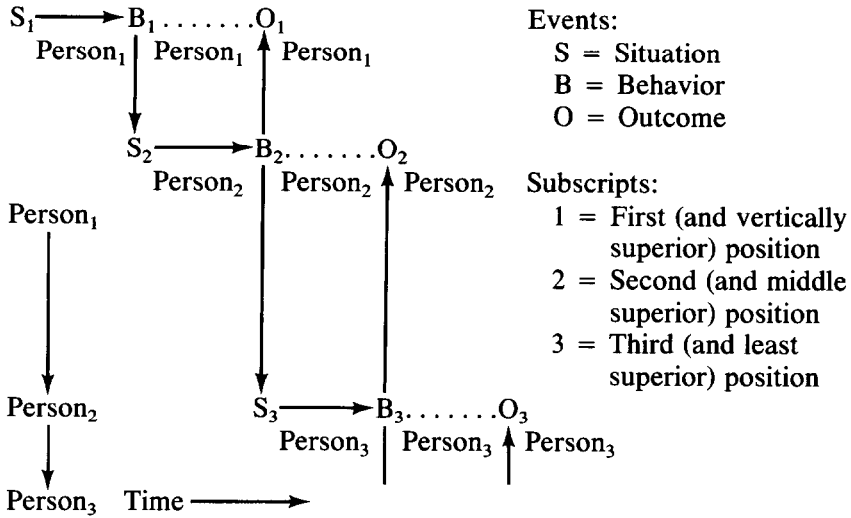 S₁ B₁.......O₁
Person₁ Person₁ Person₁
S₂ B₂.......O₂
Person₂ Person₂ Person₂
Person₁
Person₂ S₃ B₃.......O₃
Person₃ Person₃ Person₃
Person₃ Time
Events:
S = Situation
B = Behavior
O = Outcome
Subscripts:
1 = First (and vertically
superior) position
2 = Second (and middle
superior) position
3 = Third (and least
superior) position